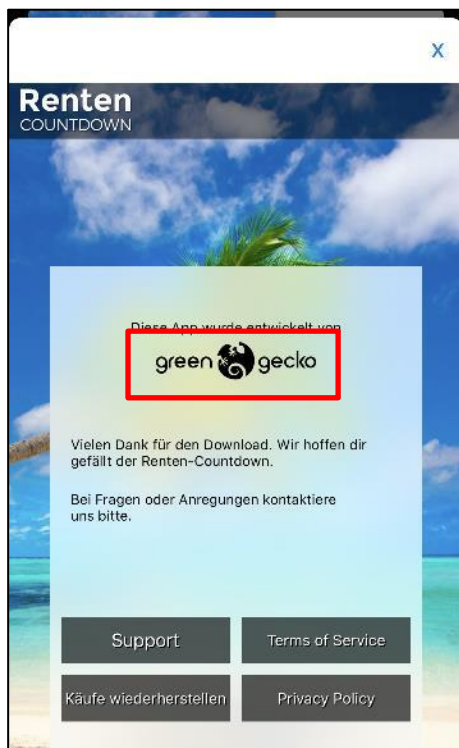 X
Renten
COUNTDOWN
Diese App wurde entwickelt von
green gecko
Vielen Dank für den Download. Wir hoffen dir
gefällt der Renten-Countdown.
Bei Fragen oder Anregungen kontaktiere
uns bitte.
Support
Terms of Service
Käufe wiederherstellen
Privacy Policy